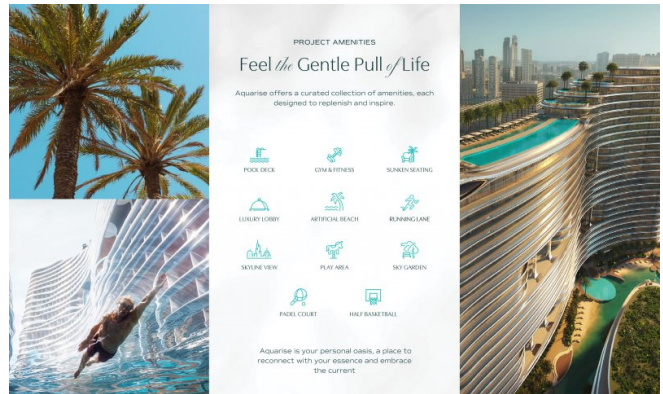 PROJECT AMENITIES
Feel the Gentle Pull of Life
Aquarise offers a curated collection of amenities, each
designed to replenish and inspire.
POOL DECK
GYM & FITNESS
SUNKEN SEATING
LUXURY LOBBY
ARTIFICIAL BEACH
RUNNING LANE
SKYLINE VIEW
PLAY AREA
SKY GARDEN
PADEL COURT
HALF BASKETBALL
Aquarise is your personal oasis, a place to
reconnect with your essence and embrace
the current